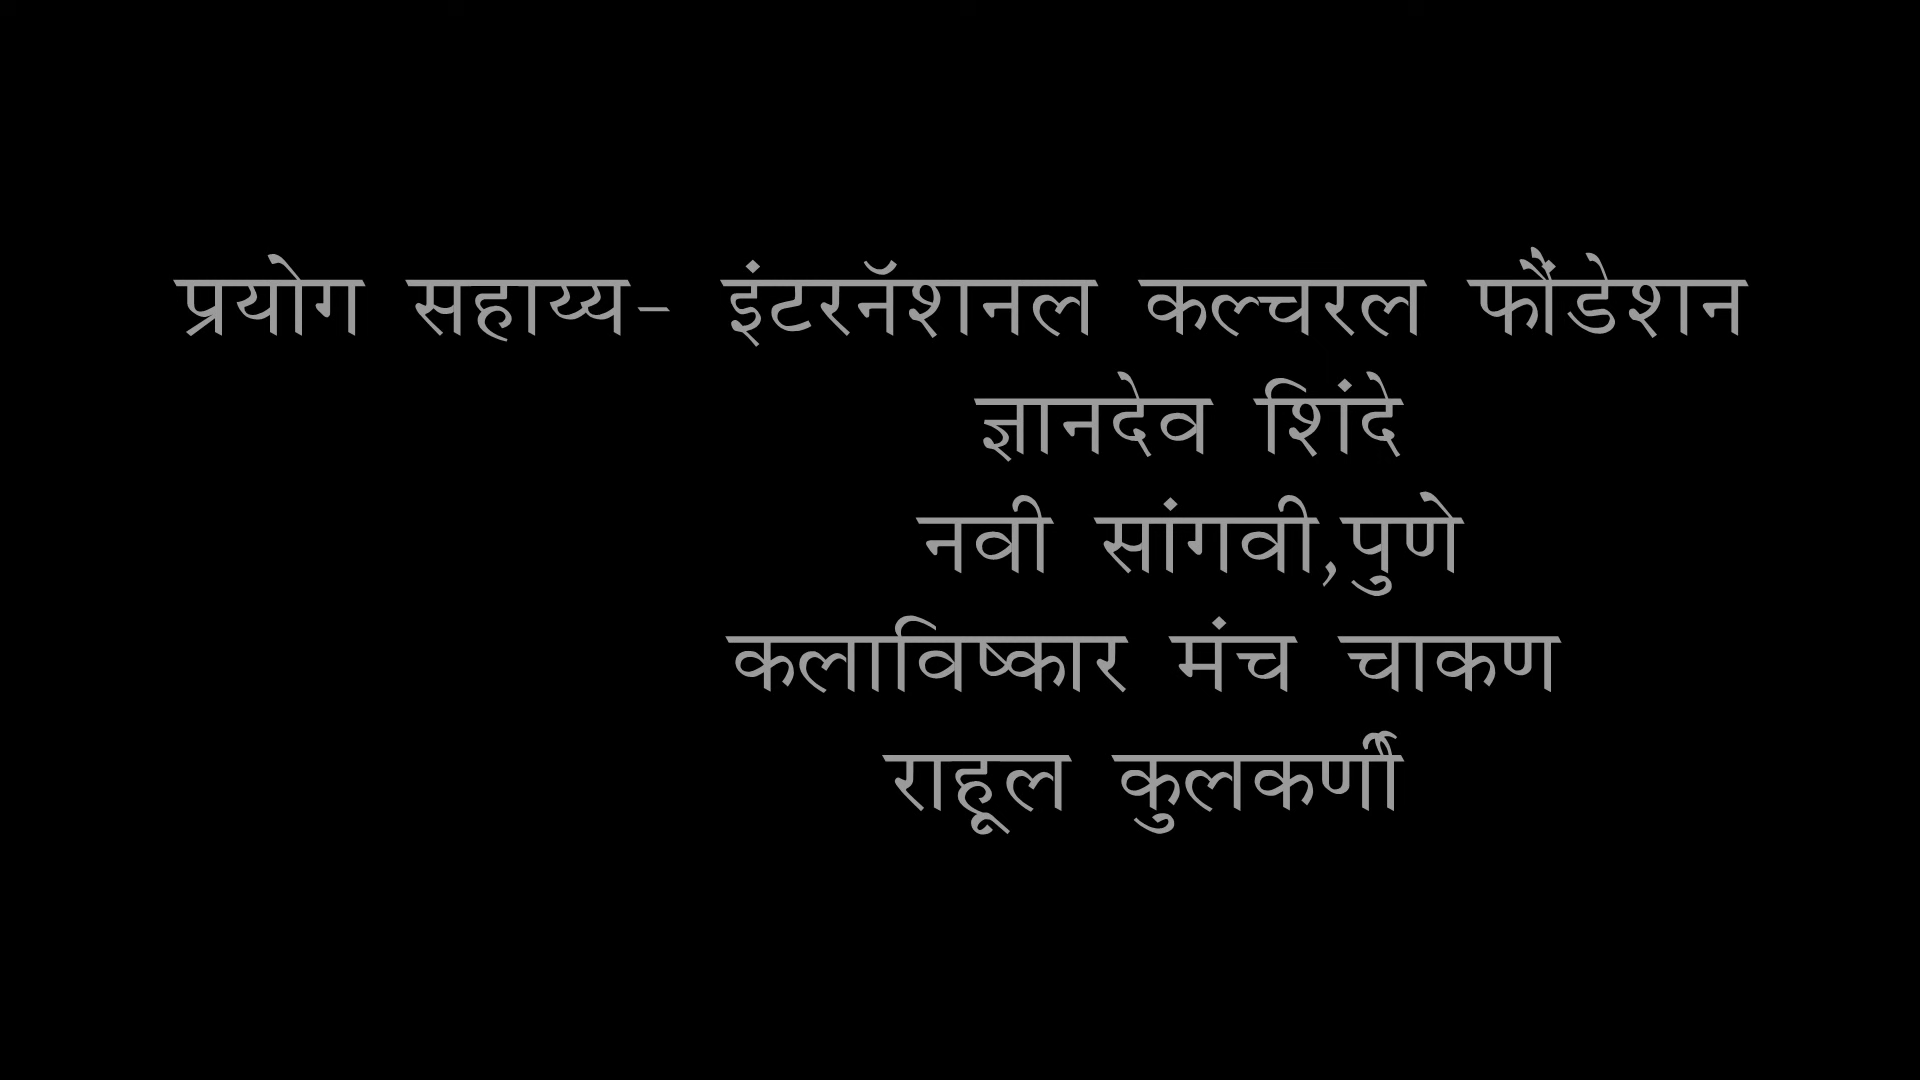 प्रयोग सहाय्य- इंटरनॅशनल कल्चरल फौंडेशन
ज्ञानदेव शिंदे
नवी सांगवी,पुणे
कलाविष्कार मंच चाकण
राहूल कुलकर्णी